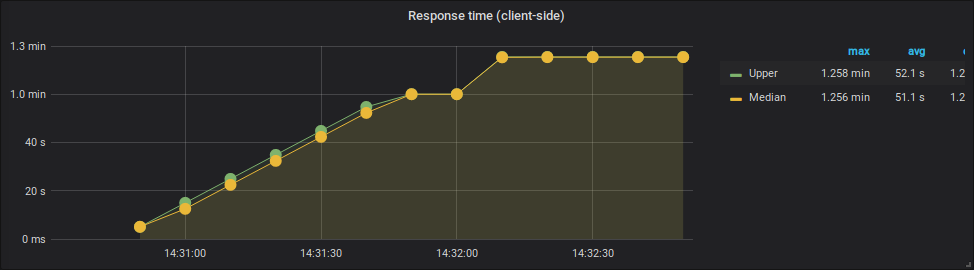 Response time (client-side)
1.3 min
1.0 min
40 s
20 s
0 ms
14:31:00 14:31:30 14:32:00 14:32:30
max avg
Upper 1.258 min 52.1 s 1.2
Median 1.256 min 51.1 s 1.2